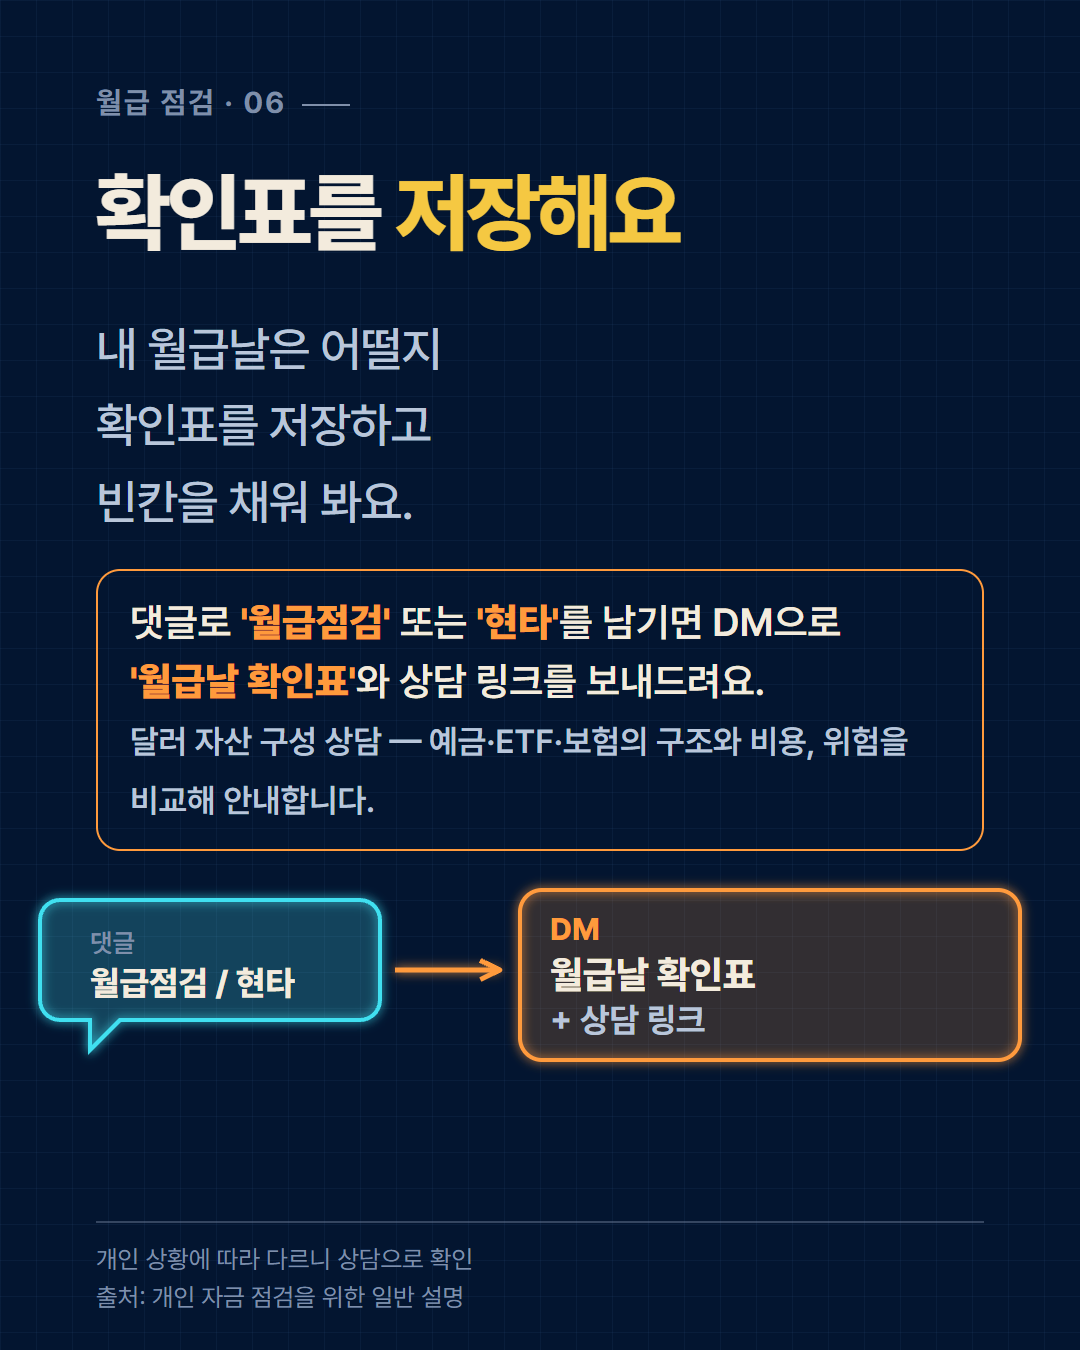 월급 점검 · 06
확인표를 저장해요
내 월급날은 어떨지
확인표를 저장하고
빈칸을 채워 봐요.
댓글로 '월급점검' 또는 '현타'를 남기면 DM으로
'월급날 확인표'와 상담 링크를 보내드려요.
달러 자산 구성 상담 — 예금·ETF·보험의 구조와 비용, 위험을
비교해 안내합니다.
댓글
월급점검 / 현타
DM
월급날 확인표
+ 상담 링크
개인 상황에 따라 다르니 상담으로 확인
출처: 개인 자금 점검을 위한 일반 설명